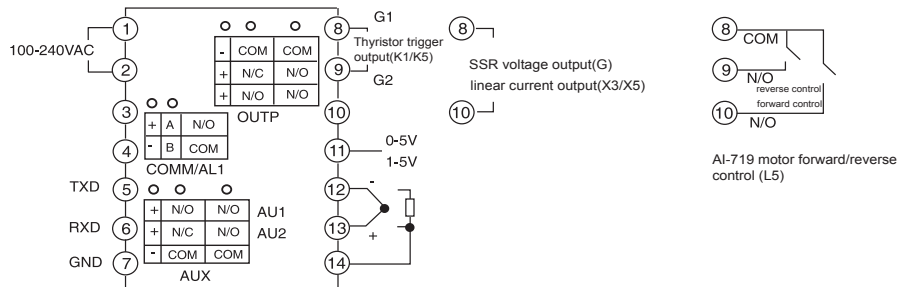 1
100-240VAC
2
3
4
TXD 5
RXD 6
GND 7
- COM COM
+ N/C N/O
+ N/O N/O
OUTP
+ A N/O
- B COM
COMM/AL1
+ N/O N/O AU1
+ N/C N/O AU2
- COM COM
AUX
8 G1
Thyristor trigger
output(K1/K5)
9 G2
10
11 0-5V
1-5V
12 -
13 +
14
8
SSR voltage output(G)
linear current output(X3/X5)
10
8 COM
9 N/O
reverse control
forward control
10 N/O
AI-719 motor forward/reverse
control (L5)